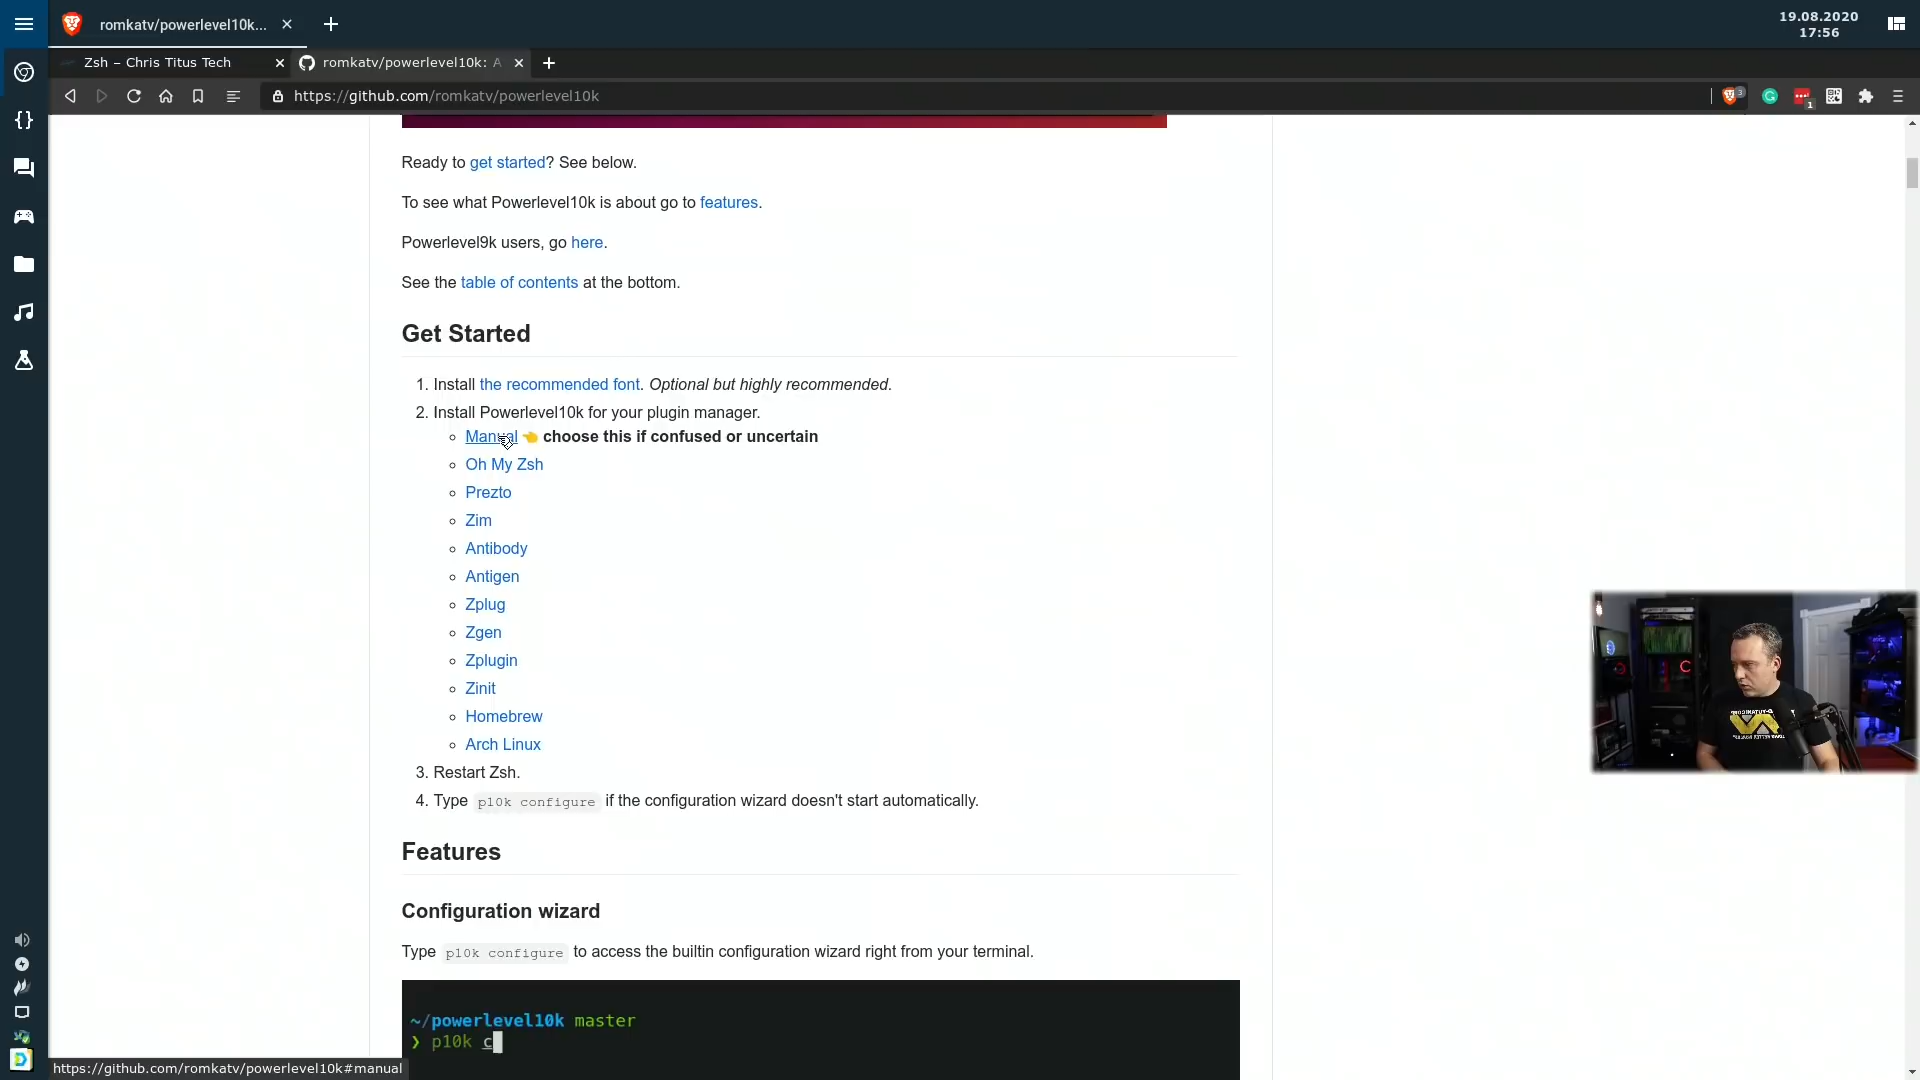 romkatv/powerlevel10k...
19.08.2020
17:56
Zsh – Chris Titus Tech
romkatv/powerlevel10k: A
https://github.com/romkatv/powerlevel10k
3
1
Ready to get started? See below.
To see what Powerlevel10k is about go to features.
Powerlevel9k users, go here.
See the table of contents at the bottom.
Get Started
1. Install the recommended font. Optional but highly recommended.
2. Install Powerlevel10k for your plugin manager.
Manual 👈 choose this if confused or uncertain
Oh My Zsh
Prezto
Zim
Antibody
Antigen
Zplug
Zgen
Zplugin
Zinit
Homebrew
Arch Linux
3. Restart Zsh.
4. Type p10k configure if the configuration wizard doesn't start automatically.
Features
Configuration wizard
Type p10k configure to access the builtin configuration wizard right from your terminal.
~/powerlevel10k master
❯ p10k c
https://github.com/romkatv/powerlevel10k#manual